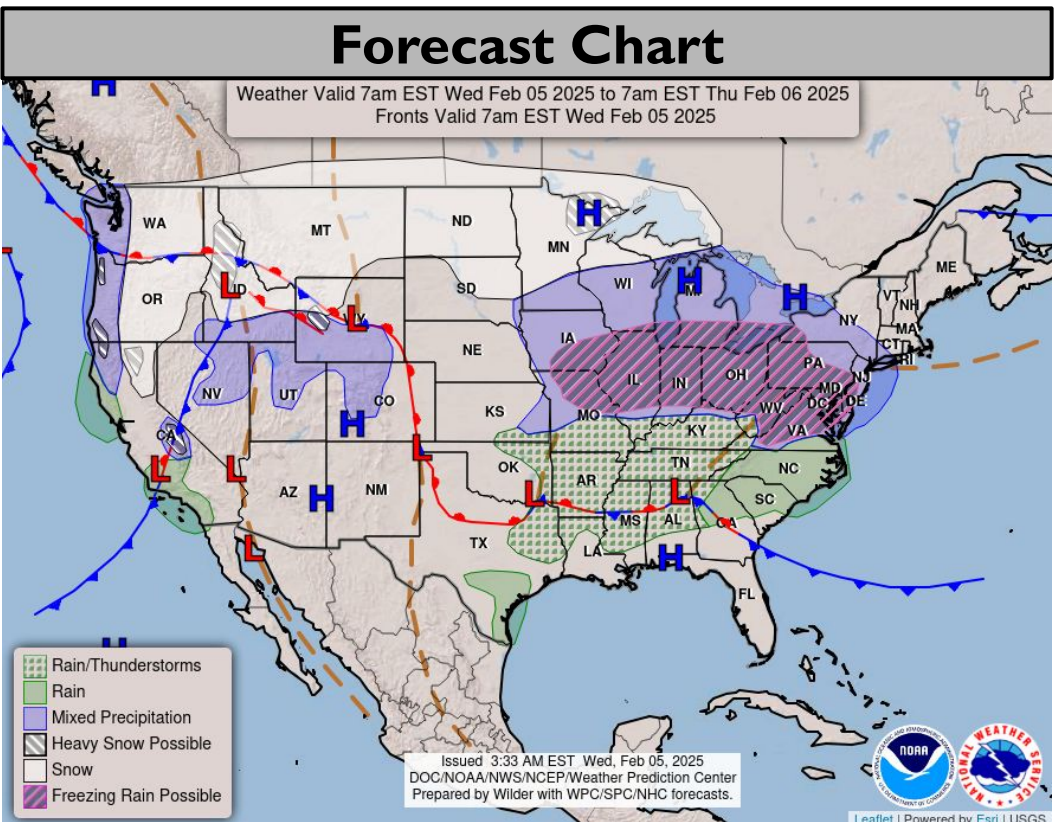 Forecast Chart
Weather Valid 7am EST Wed Feb 05 2025 to 7am EST Thu Feb 06 2025
Fronts Valid 7am EST Wed Feb 05 2025
H
WA
MT
ND
MN
H
ME
OR
ID
L
SD
WI
MI
H
H
VT
NH
NY
MA
CT
RI
WY
L
NE
IA
PA
NJ
NV
UT
CO
IL
IN
OH
MD
DE
DC
WV
VA
KS
MO
KY
CA
H
L
L
L
AZ
H
NM
OK
AR
TN
NC
L
L
SC
MS
AL
GA
TX
LA
H
L
FL
H
Rain/Thunderstorms
Rain
Mixed Precipitation
Heavy Snow Possible
Snow
Freezing Rain Possible
Issued 3:33 AM EST Wed, Feb 05, 2025
DOC/NOAA/NWS/NCEP/Weather Prediction Center
Prepared by Wilder with WPC/SPC/NHC forecasts.
NOAA
NATIONAL WEATHER SERVICE
Leaflet | Powered by Esri | USGS